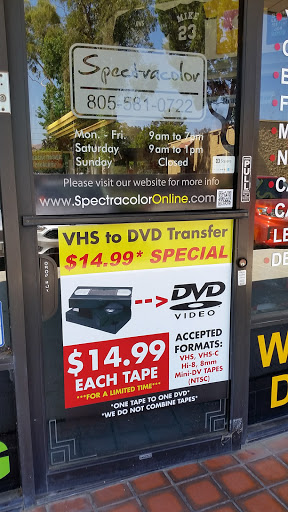 MIKE
23
Spectracolor
805-581-0722
Mon. - Fri. 9am to 7pm
Saturday 9am to 1pm
Sunday Closed
Please visit our website for more info
www.SpectracolorOnline.com
PULL
VHS to DVD Transfer
$14.99* SPECIAL
-->
DVD
VIDEO
$14.99
EACH TAPE
***FOR A LIMITED TIME***
ACCEPTED
FORMATS:
VHS, VHS-C
Hi-8, 8mm
Mini-DV TAPES
(NTSC)
*ONE TAPE TO ONE DVD*
*WE DO NOT COMBINE TAPES*